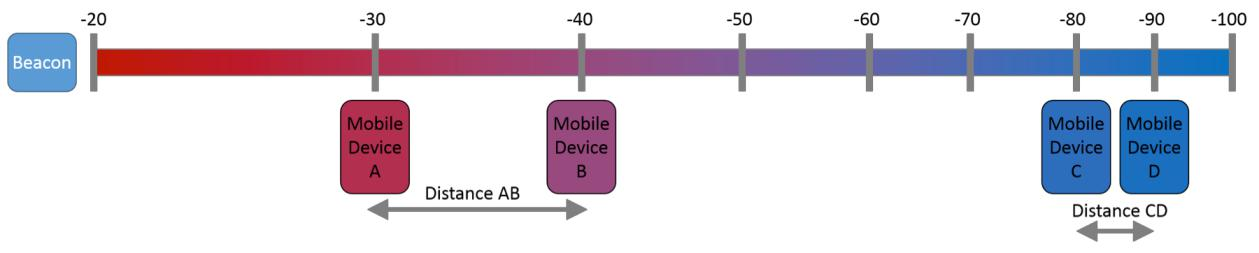 -20 -30 -40 -50 -60 -70 -80 -90 -100
Beacon
Mobile
Device
A
Mobile
Device
B
Mobile
Device
C
Mobile
Device
D
Distance AB
Distance CD